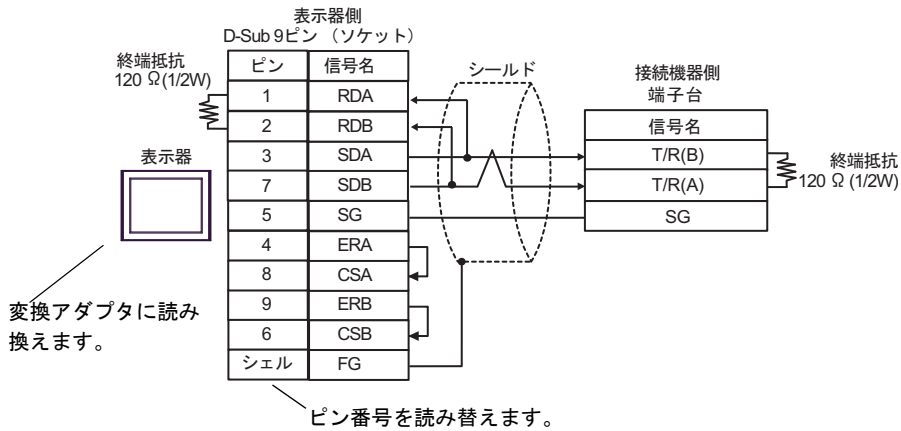 表示器側
D-Sub 9ピン （ソケット）
終端抵抗
120 Ω(1/2W)
ピン 信号名
1 RDA
2 RDB
3 SDA
7 SDB
5 SG
4 ERA
8 CSA
9 ERB
6 CSB
シェル FG
表示器
変換アダプタに読み
換えます。
シールド
接続機器側
端子台
信号名
T/R(B)
T/R(A)
SG
終端抵抗
120 Ω (1/2W)
ピン番号を読み替えます。